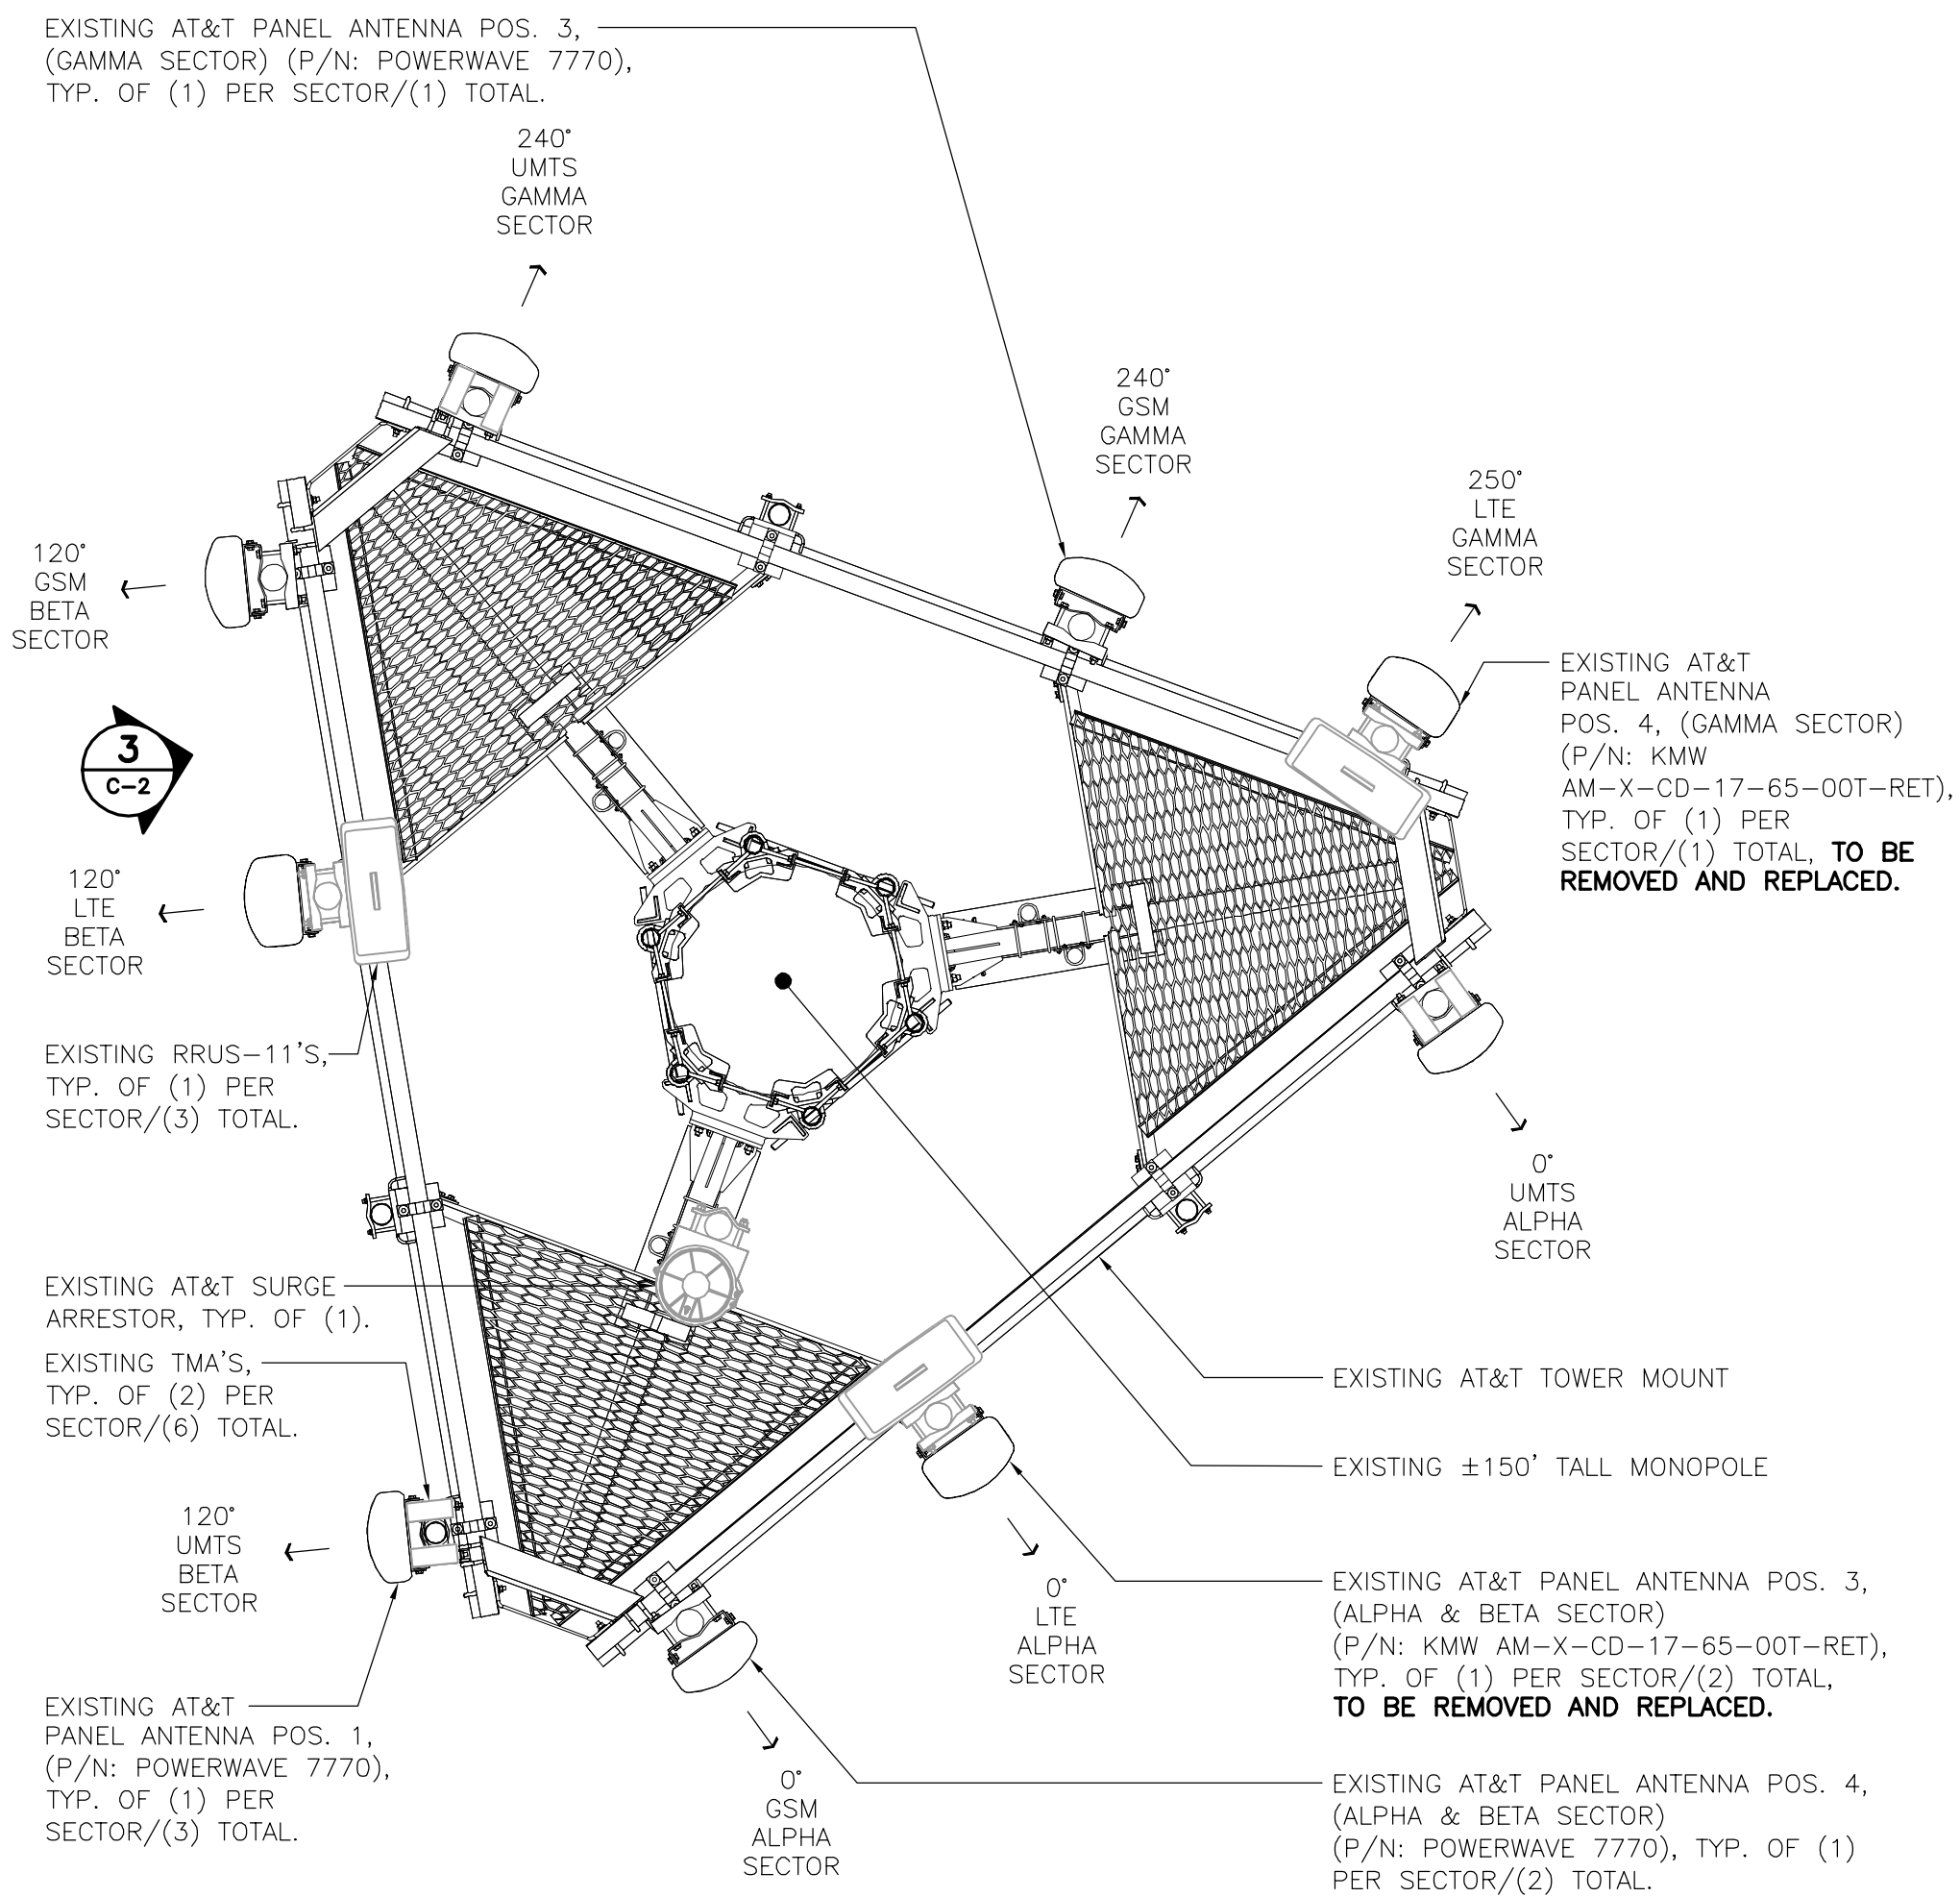 EXISTING AT&T PANEL ANTENNA POS. 3,
(GAMMA SECTOR) (P/N: POWERWAVE 7770),
TYP. OF (1) PER SECTOR/(1) TOTAL.
240°
UMTS
GAMMA
SECTOR
240°
GSM
GAMMA
SECTOR
250°
LTE
GAMMA
SECTOR
120°
GSM
BETA
SECTOR
EXISTING AT&T
PANEL ANTENNA
POS. 4, (GAMMA SECTOR)
(P/N: KMW
AM-X-CD-17-65-00T-RET),
TYP. OF (1) PER
SECTOR/(1) TOTAL, TO BE
REMOVED AND REPLACED.
3
C-2
120°
LTE
BETA
SECTOR
EXISTING RRUS-11'S,
TYP. OF (1) PER
SECTOR/(3) TOTAL.
0°
UMTS
ALPHA
SECTOR
EXISTING AT&T SURGE
ARRESTOR, TYP. OF (1).
EXISTING TMA'S,
TYP. OF (2) PER
SECTOR/(6) TOTAL.
EXISTING AT&T TOWER MOUNT
EXISTING ±150' TALL MONOPOLE
120°
UMTS
BETA
SECTOR
0°
LTE
ALPHA
SECTOR
EXISTING AT&T PANEL ANTENNA POS. 3,
(ALPHA & BETA SECTOR)
(P/N: KMW AM-X-CD-17-65-00T-RET),
TYP. OF (1) PER SECTOR/(2) TOTAL,
TO BE REMOVED AND REPLACED.
EXISTING AT&T
PANEL ANTENNA POS. 1,
(P/N: POWERWAVE 7770),
TYP. OF (1) PER
SECTOR/(3) TOTAL.
0°
GSM
ALPHA
SECTOR
EXISTING AT&T PANEL ANTENNA POS. 4,
(ALPHA & BETA SECTOR)
(P/N: POWERWAVE 7770), TYP. OF (1)
PER SECTOR/(2) TOTAL.